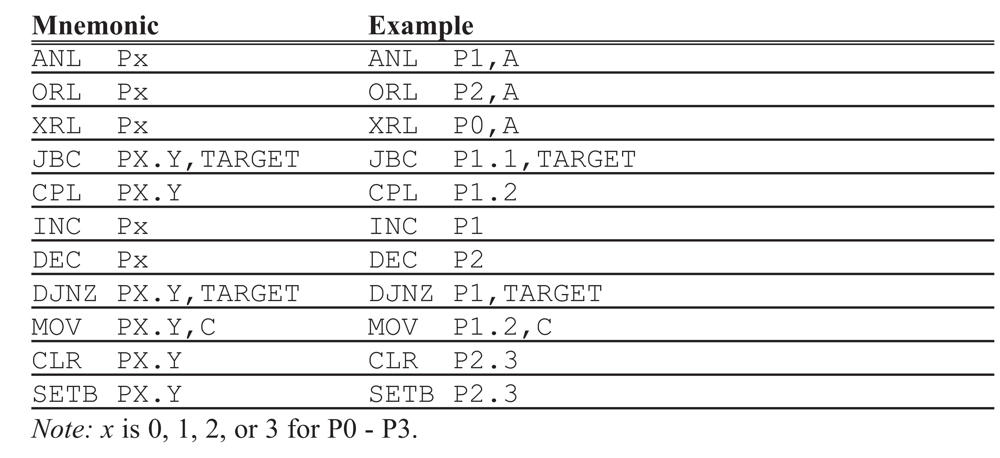 Mnemonic Example
ANL Px ANL P1,A
ORL Px ORL P2,A
XRL Px XRL P0,A
JBC PX.Y,TARGET JBC P1.1,TARGET
CPL PX.Y CPL P1.2
INC Px INC P1
DEC Px DEC P2
DJNZ PX.Y,TARGET DJNZ P1,TARGET
MOV PX.Y,C MOV P1.2,C
CLR PX.Y CLR P2.3
SETB PX.Y SETB P2.3
Note: x is 0, 1, 2, or 3 for P0 - P3.